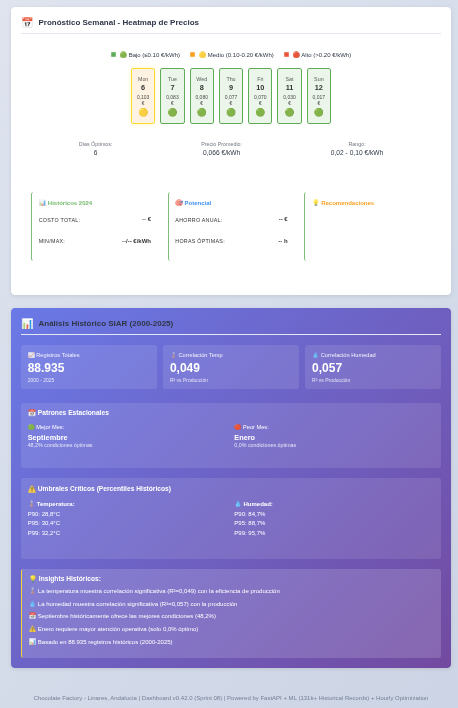 Pronóstico Semanal - Heatmap de Precios
Bajo (≤0.10 €/kWh) Medio (0.10-0.20 €/kWh) Alto (>0.20 €/kWh)
Mon Tue Wed Thu Fri Sat Sun
6 7 8 9 10 11 12
0,103 € 0,083 € 0,080 € 0,077 € 0,070 € 0,030 € 0,017 €
Días Óptimos: Precio Promedio: Rango:
6 0,066 €/kWh 0,02 - 0,10 €/kWh
Históricos 2024 Potencial Recomendaciones
COSTO TOTAL: -- € AHORRO ANUAL: -- €
MIN/MAX: --/-- €/kWh HORAS ÓPTIMAS: -- h
Análisis Histórico SIAR (2000-2025)
Registros Totales Correlación Temp Correlación Humedad
88.935 0,049 0,057
2000 - 2025 R² vs Producción R² vs Producción
Patrones Estacionales
Mejor Mes: Peor Mes:
Septiembre Enero
48,2% condiciones óptimas 0,0% condiciones óptimas
Umbrales Críticos (Percentiles Históricos)
Temperatura: Humedad:
P90: 28,8°C P90: 84,7%
P95: 30,4°C P95: 88,7%
P99: 32,2°C P99: 95,7%
Insights Históricos:
La temperatura muestra correlación significativa (R²=0,049) con la eficiencia de producción
La humedad muestra correlación significativa (R²=0,057) con la producción
Septiembre históricamente ofrece las mejores condiciones (48,2%)
Enero requiere mayor atención operativa (solo 0,0% óptimo)
Basado en 88.935 registros históricos (2000-2025)
Chocolate Factory - Linares, Andalucía | Dashboard v0.42.0 (Sprint 08) | Powered by FastAPI + ML (131k+ Historical Records) + Hourly Optimization